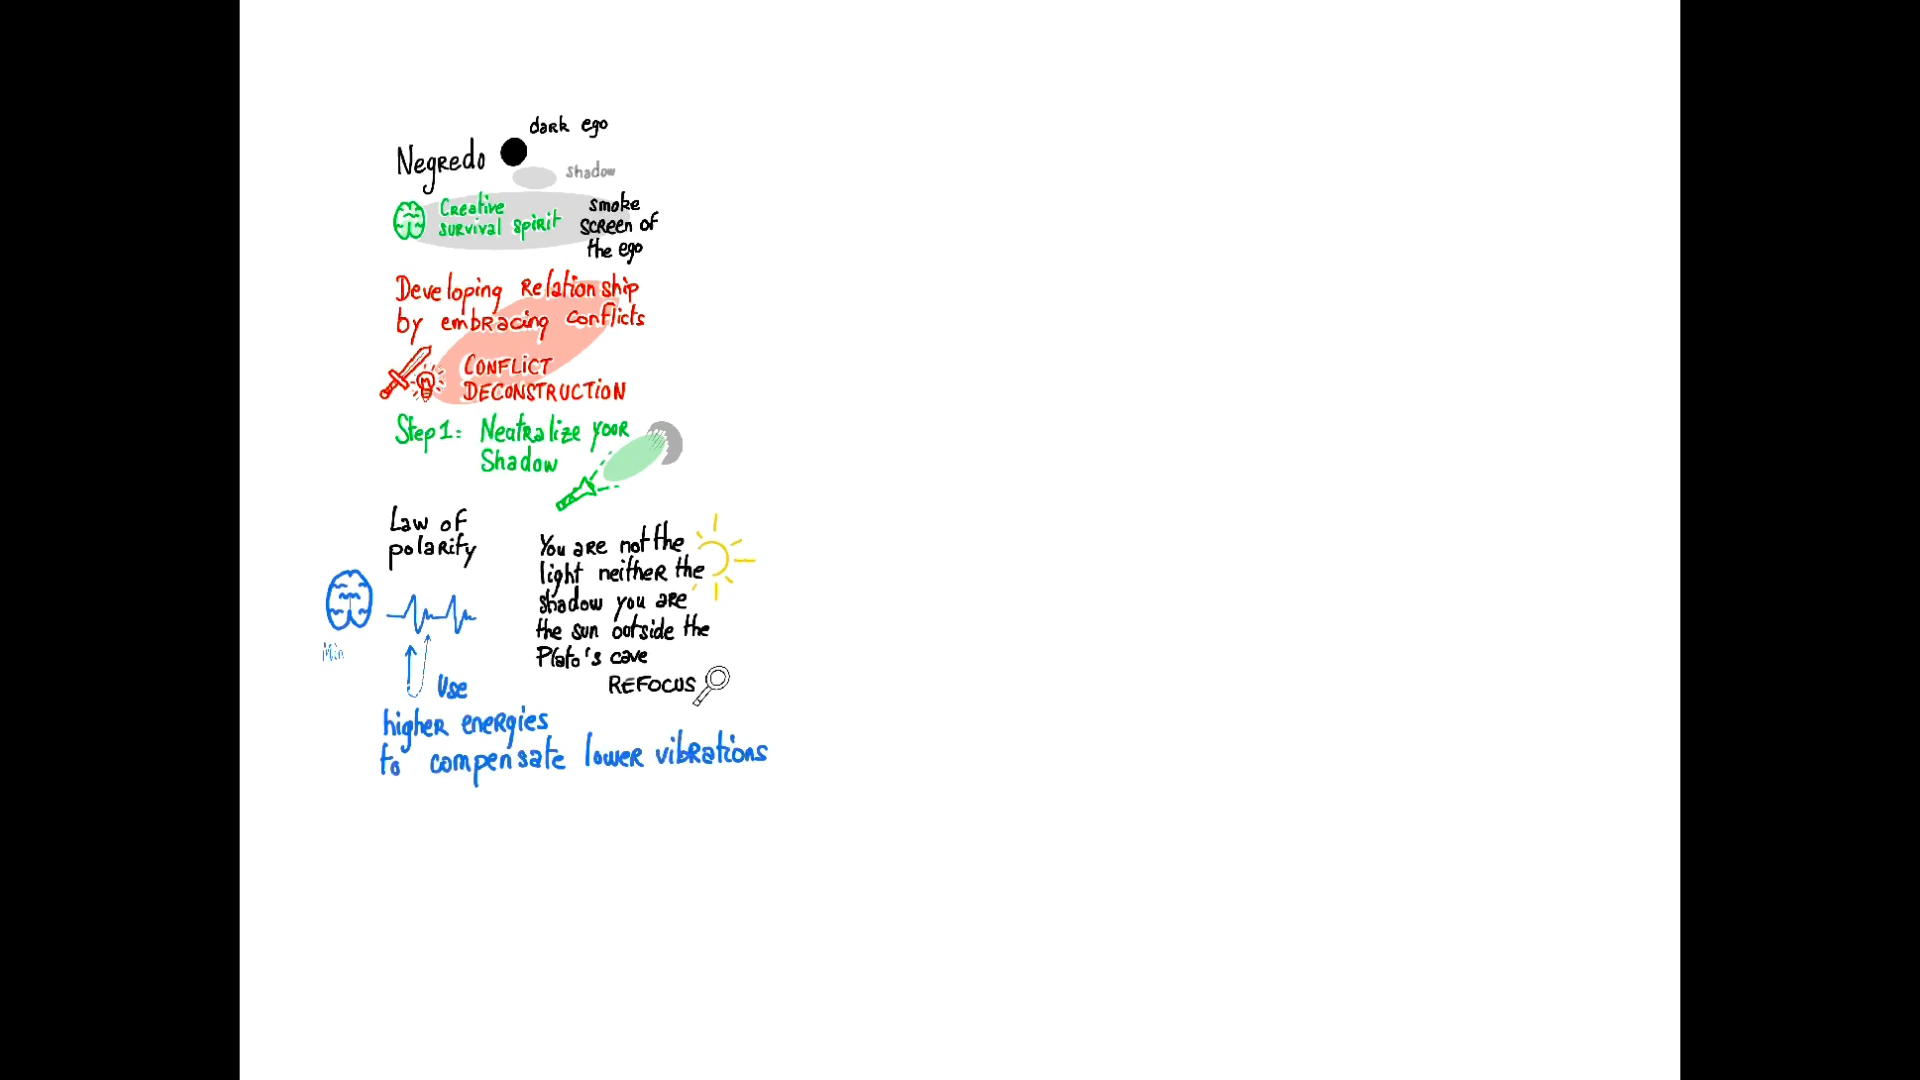 dark ego
Negredo
shadow
Creative
survival spirit
smoke
screen of
the ego
Developing Relationship
by embracing conflicts
CONFLICT
DECONSTRUCTION
Step 1: Neutralize your
Shadow
Law of
polarity
You are not the
light neither the
shadow you are
the sun outside the
Plato's cave
REFOCUS
Min
Use
higher energies
to compensate lower vibrations